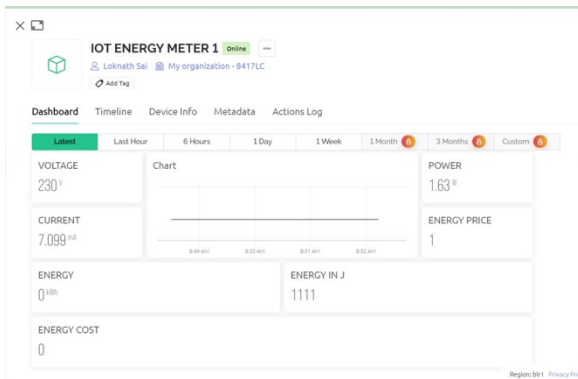 IOT ENERGY METER 1 Online
Loknath Sai My organization - 8417LC
Add Tag
Dashboard Timeline Device Info Metadata Actions Log
Latest Last Hour 6 Hours 1 Day 1 Week 1 Month 3 Months Custom
VOLTAGE Chart POWER
230 V 1.63 W
CURRENT ENERGY PRICE
7.099 mA 1
8:49 AM 8:50 AM 8:51 AM 8:52 AM
ENERGY ENERGY IN J
0 kWh 1111
ENERGY COST
0
Region: blr1 Privacy Po